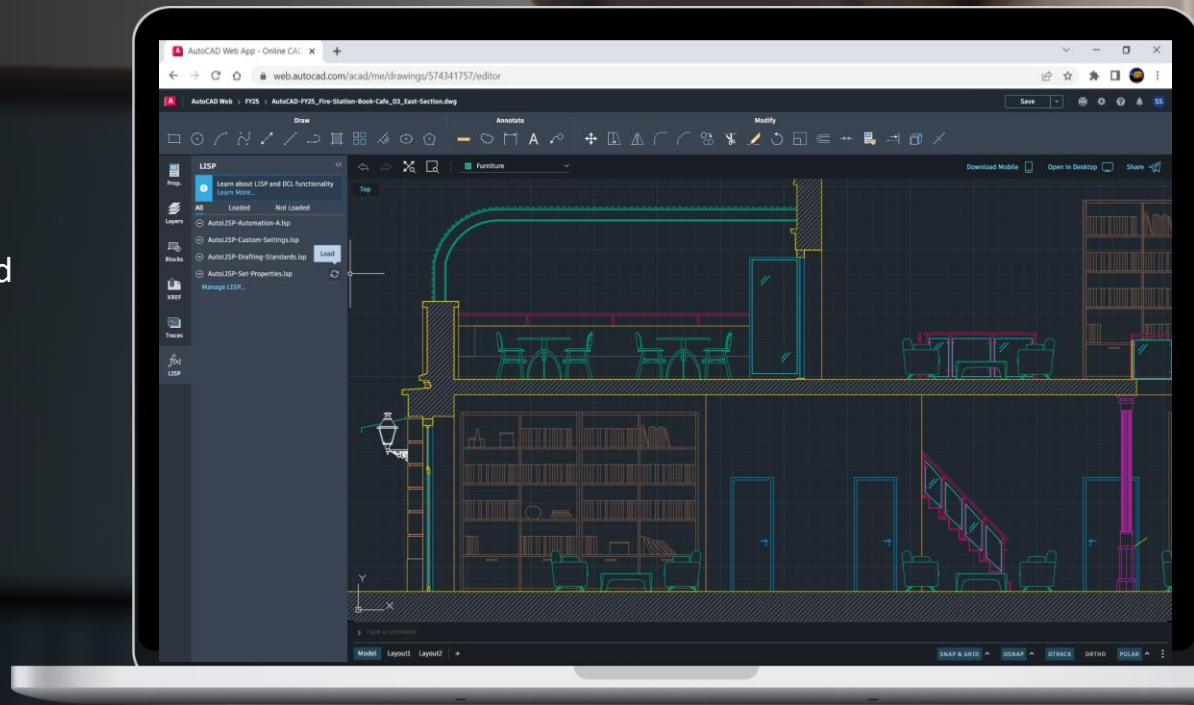 AutoCAD Web App - Online CAD
web.autocad.com/acad/me/drawings/574341757/editor
AutoCAD Web > FY25 > AutoCAD-FY25_Fire-Station-Book-Cafe_03_East-Section.dwg
Save
SS
Draw
Annotate
Modify
A
Prop.
Layers
Blocks
XREF
Traces
f(x)
LISP
LISP
Learn about LISP and DCL functionality
Learn More...
All Loaded Not Loaded
AutoLISP-Automation-A.lsp
AutoLISP-Custom-Settings.lsp
AutoLISP-Drafting-Standards.lsp
Load
AutoLISP-Set-Properties.lsp
Manage LISP...
Furniture
Download Mobile
Open in Desktop
Share
Top
d
Y
X
Type a command
Model Layout1 Layout2 +
SNAP & GRID OSNAP OTRACK ORTHO POLAR